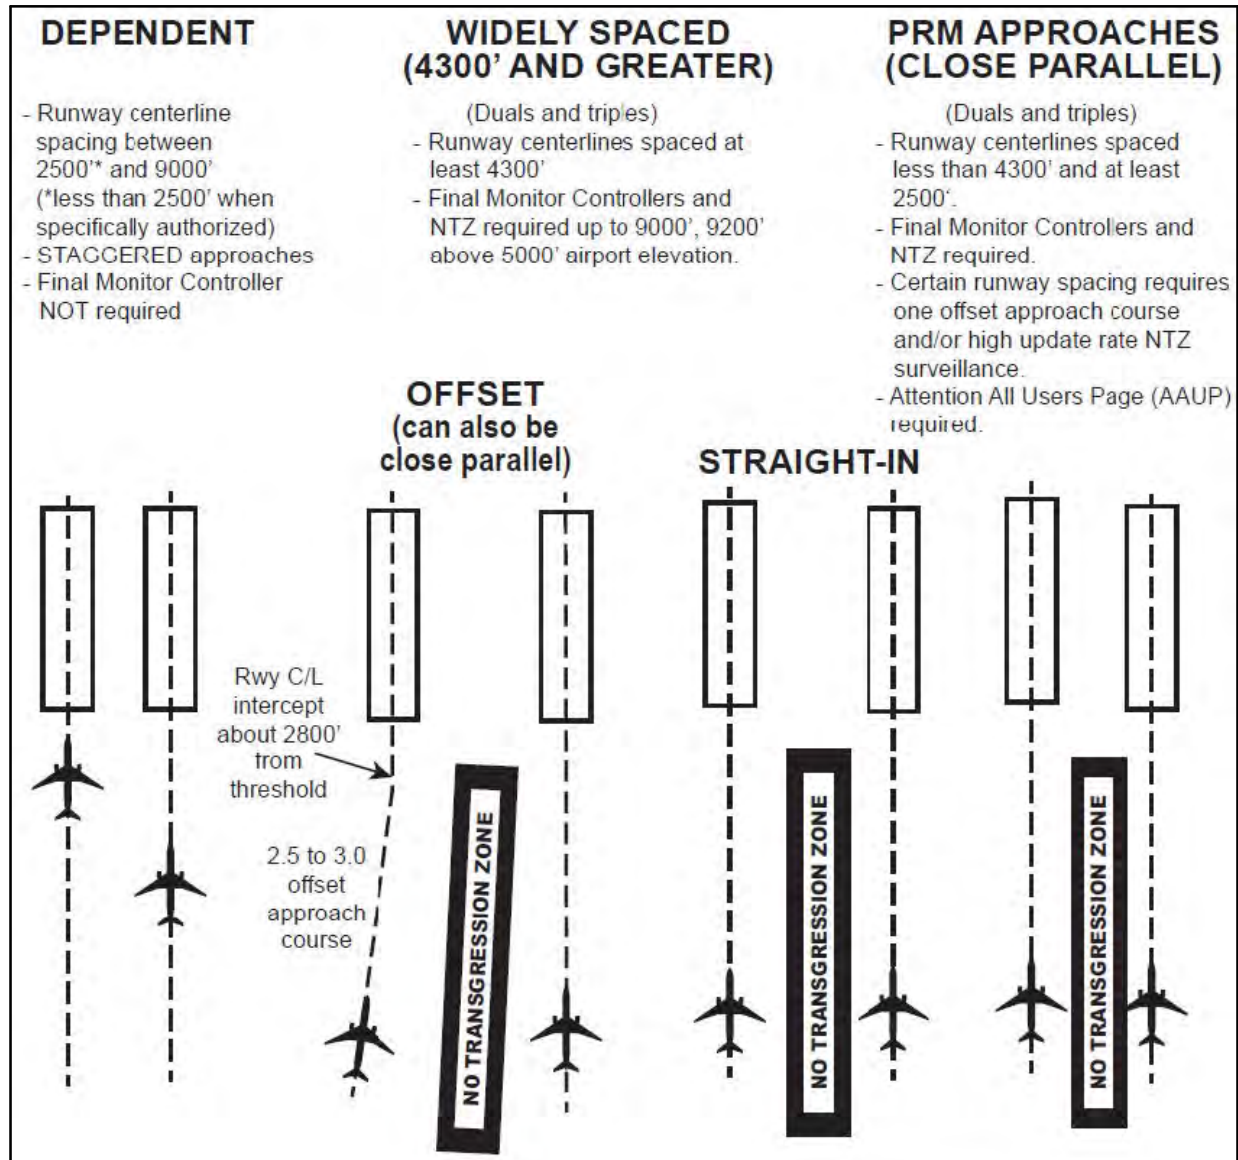 DEPENDENT
- Runway centerline
spacing between
2500'* and 9000'
(*less than 2500' when
specifically authorized)
- STAGGERED approaches
- Final Monitor Controller
NOT required
WIDELY SPACED
(4300' AND GREATER)
(Duals and triples)
- Runway centerlines spaced at
least 4300'
- Final Monitor Controllers and
NTZ required up to 9000', 9200'
above 5000' airport elevation.
PRM APPROACHES
(CLOSE PARALLEL)
(Duals and triples)
- Runway centerlines spaced
less than 4300' and at least
2500'.
- Final Monitor Controllers and
NTZ required.
- Certain runway spacing requires
one offset approach course
and/or high update rate NTZ
surveillance.
- Attention All Users Page (AAUP)
required.
OFFSET
(can also be
close parallel)
STRAIGHT-IN
Rwy C/L
intercept
about 2800'
from
threshold
2.5 to 3.0
offset
approach
course
NO TRANSGRESSION ZONE
NO TRANSGRESSION ZONE
NO TRANSGRESSION ZONE